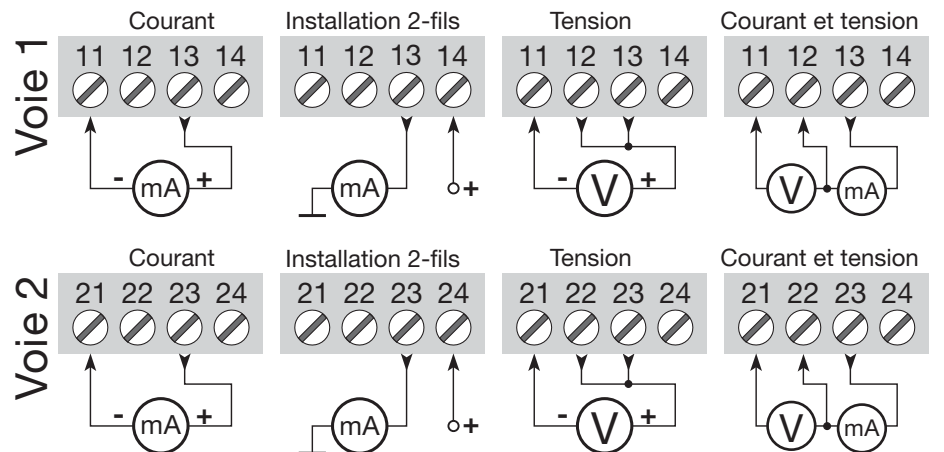 Voie 1
Courant
Installation 2-fils
Tension
Courant et tension
11 12 13 14
11 12 13 14
11 12 13 14
11 12 13 14
- mA +
mA +
- V +
V mA
Voie 2
Courant
Installation 2-fils
Tension
Courant et tension
21 22 23 24
21 22 23 24
21 22 23 24
21 22 23 24
- mA +
mA +
- V +
V mA